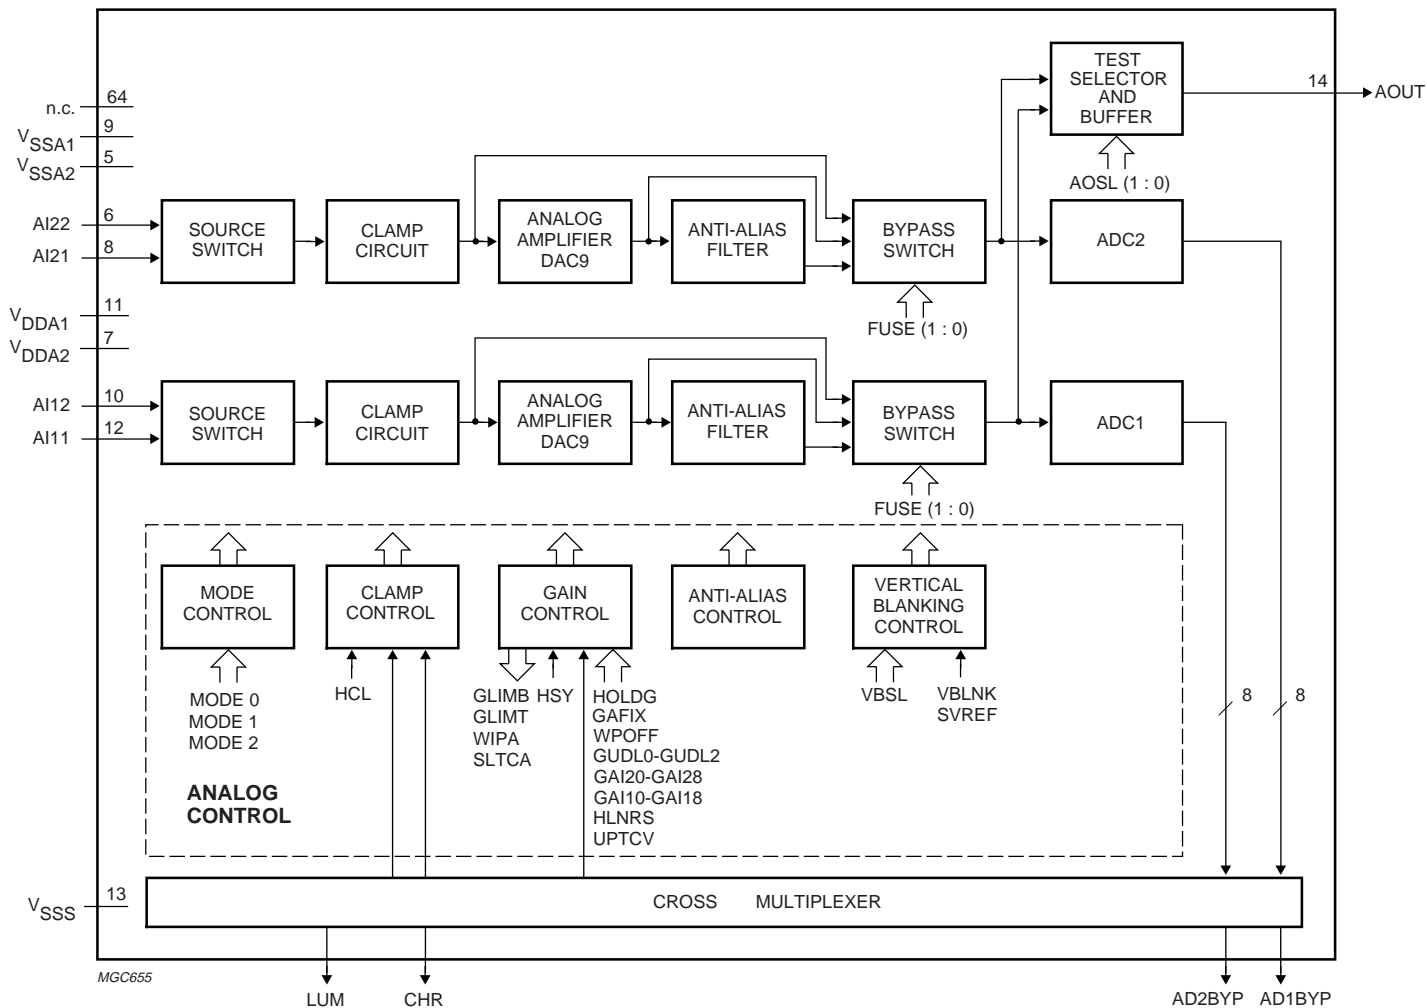 TEST
SELECTOR
AND
BUFFER
14
AOUT
n.c.
64
VSSA1
9
VSSA2
5
AOSL (1 : 0)
AI22
6
AI21
8
SOURCE
SWITCH
CLAMP
CIRCUIT
ANALOG
AMPLIFIER
DAC9
ANTI-ALIAS
FILTER
BYPASS
SWITCH
ADC2
VDDA1
11
VDDA2
7
FUSE (1 : 0)
AI12
10
AI11
12
SOURCE
SWITCH
CLAMP
CIRCUIT
ANALOG
AMPLIFIER
DAC9
ANTI-ALIAS
FILTER
BYPASS
SWITCH
ADC1
FUSE (1 : 0)
MODE
CONTROL
CLAMP
CONTROL
GAIN
CONTROL
ANTI-ALIAS
CONTROL
VERTICAL
BLANKING
CONTROL
MODE 0
MODE 1
MODE 2
HCL
GLIMB
GLIMT
WIPA
SLTCA
HSY
HOLDG
GAFIX
WPOFF
GUDL0-GUDL2
GAI20-GAI28
GAI10-GAI18
HLNRS
UPTCV
VBSL
VBLNK
SVREF
8
8
ANALOG
CONTROL
VSSS
13
CROSS MULTIPLEXER
MGC655
LUM
CHR
AD2BYP
AD1BYP